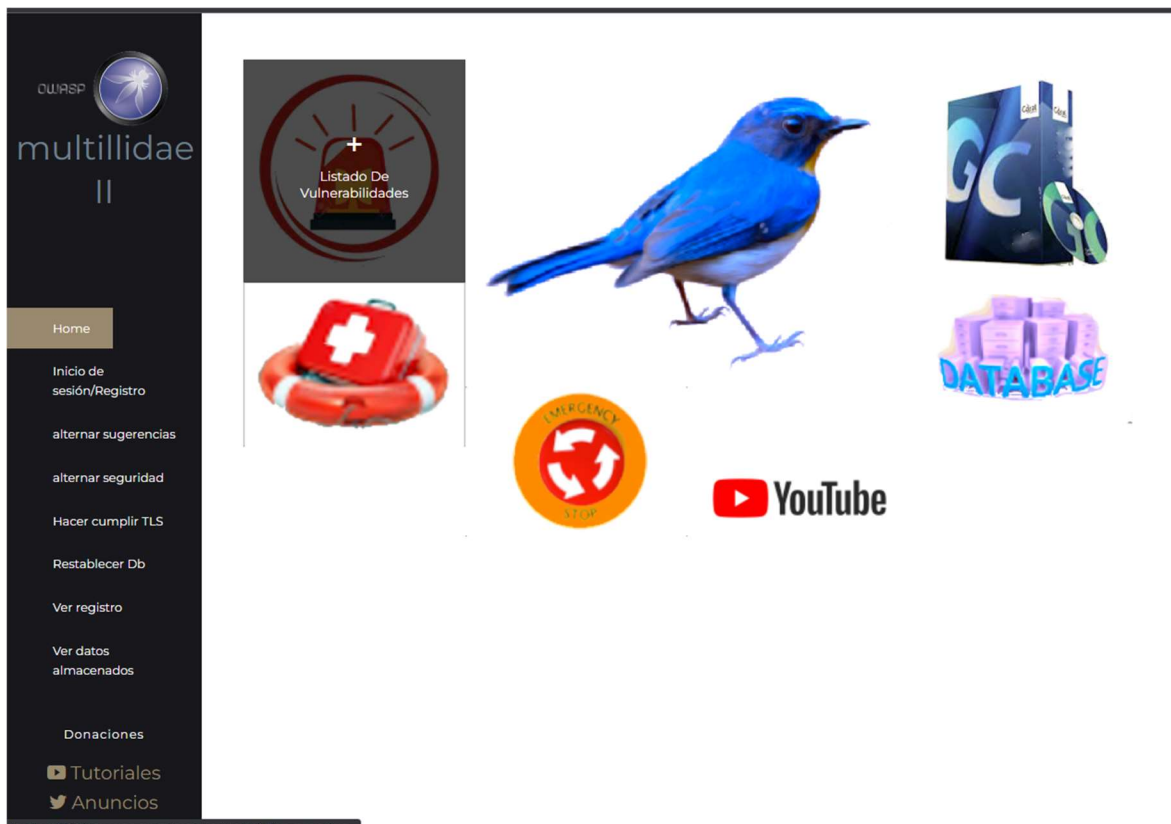 OWASP
multillidae
II
Home
Inicio de
sesión/Registro
alternar sugerencias
alternar seguridad
Hacer cumplir TLS
Restablecer Db
Ver registro
Ver datos
almacenados
Donaciones
Tutoriales
Anuncios
+
Listado De
Vulnerabilidades
GC
GC
DATABASE
EMERGENCY
STOP
YouTube